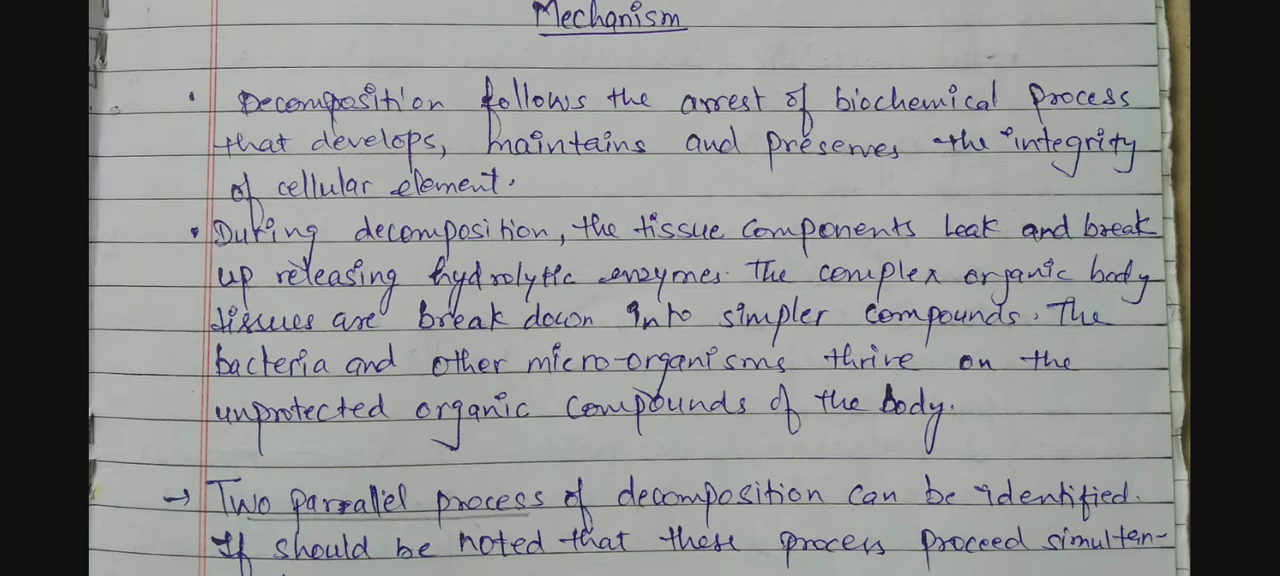 Mechanism
• Decomposition follows the arrest of biochemical process
that develops, maintains and preserves the integrity
of cellular element.
• During decomposition, the tissue components leak and break
up releasing hydrolytic enzymes. The complex organic body
tissues are break down into simpler compounds. The
bacteria and other micro-organisms thrive on the
unprotected organic compounds of the body.
→ Two parallel process of decomposition can be identified.
It should be noted that these process proceed simulten-